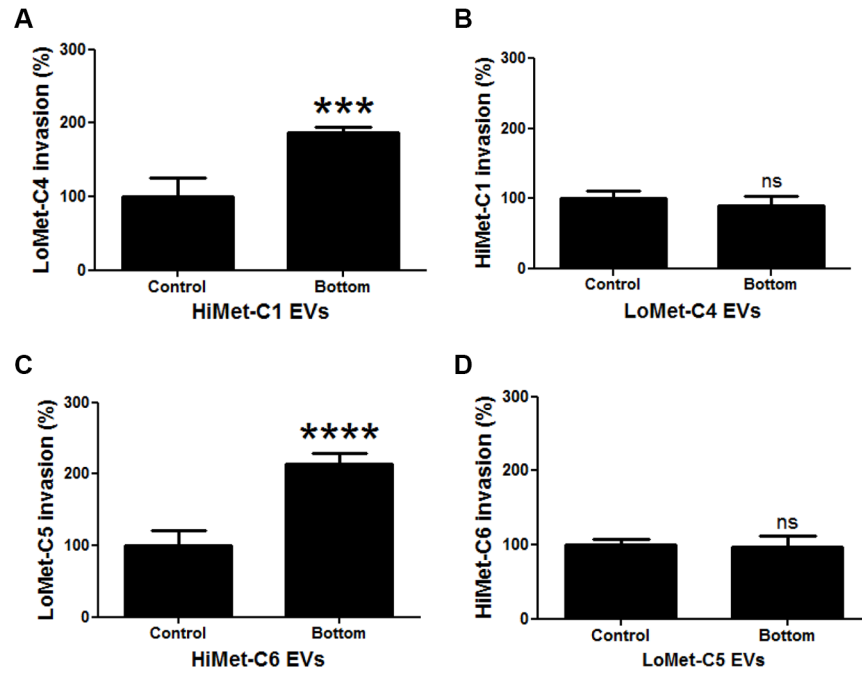 A
LoMet-C4 invasion (%)
300
200
100
0
***
Control
Bottom
HiMet-C1 EVs
B
HiMet-C1 invasion (%)
300
200
100
0
ns
Control
Bottom
LoMet-C4 EVs
C
LoMet-C5 invasion (%)
300
200
100
0
****
Control
Bottom
HiMet-C6 EVs
D
HiMet-C6 invasion (%)
300
200
100
0
ns
Control
Bottom
LoMet-C5 EVs